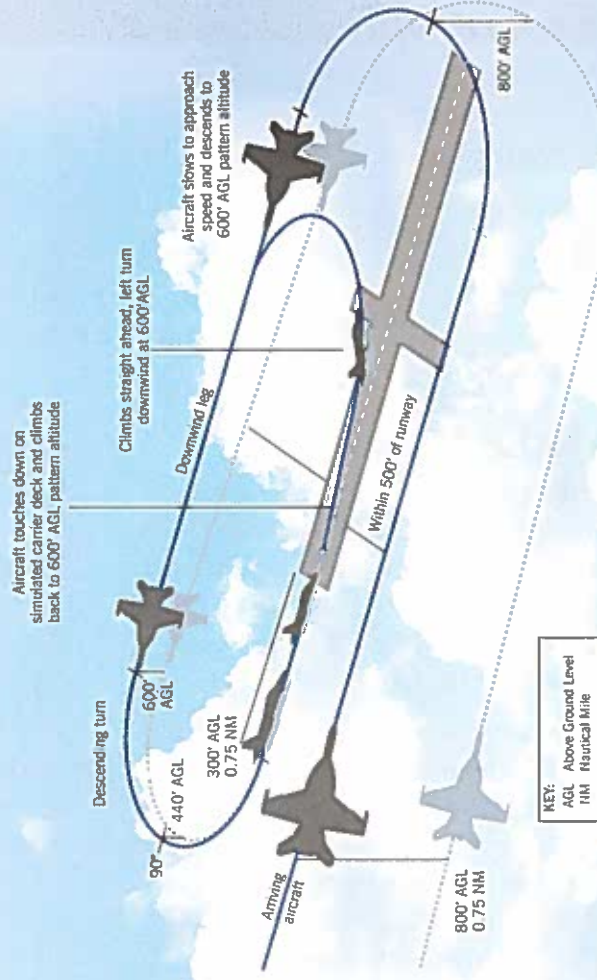 Aircraft touches down on
simulated carrier deck and climbs
back to 600' AGL pattern altitude
Climbs straight ahead, left turn
downwind at 600'AGL
Aircraft slows to approach
speed and descends to
600' AGL pattern altitude
Descending turn
600'
AGL
Downwind leg
90°
440' AGL
300' AGL
0.75 NM
Within 500' of runway
800' AGL
Arriving
aircraft
800' AGL
0.75 NM
KEY:
AGL Above Ground Level
NM Nautical Mile